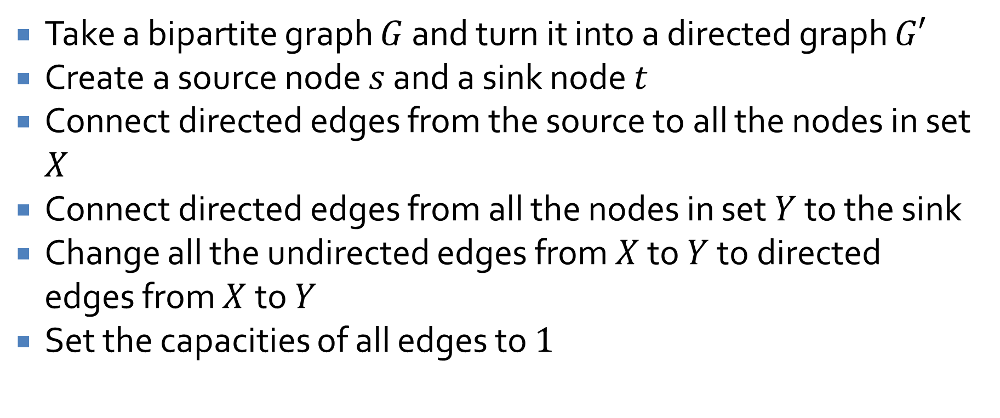 ▪ Take a bipartite graph G and turn it into a directed graph G′
▪ Create a source node s and a sink node t
▪ Connect directed edges from the source to all the nodes in set
X
▪ Connect directed edges from all the nodes in set Y to the sink
▪ Change all the undirected edges from X to Y to directed
edges from X to Y
▪ Set the capacities of all edges to 1